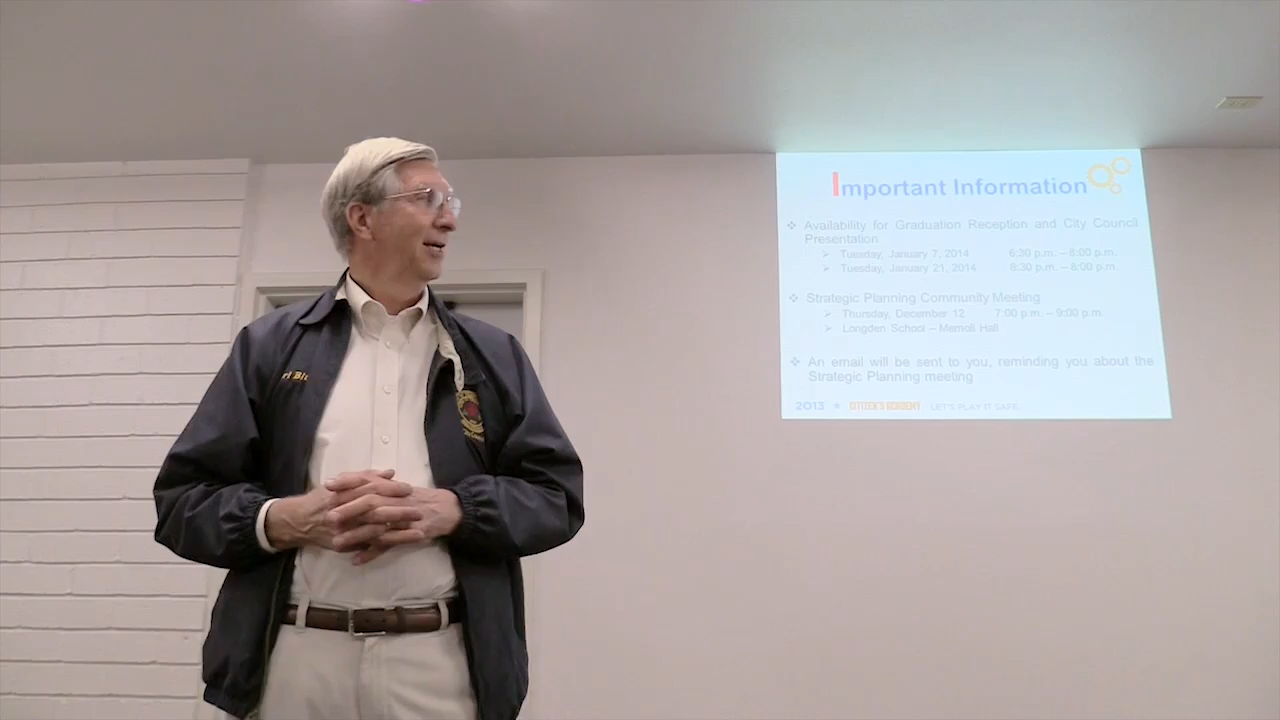 Important Information
Availability for Graduation Reception and City Council
Presentation
Tuesday, January 7, 2014 6:30 p.m. – 8:00 p.m.
Tuesday, January 21, 2014 6:30 p.m. – 8:00 p.m.
Strategic Planning Community Meeting
Thursday, December 12 7:00 p.m. – 9:00 p.m.
Longden School – Memoli Hall
An email will be sent to you, reminding you about the
Strategic Planning meeting
2013 CITIZEN'S ACADEMY LET'S PLAY IT SAFE